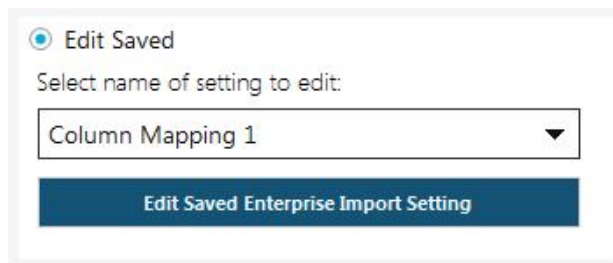 Edit Saved
Select name of setting to edit:
Column Mapping 1
Edit Saved Enterprise Import Setting